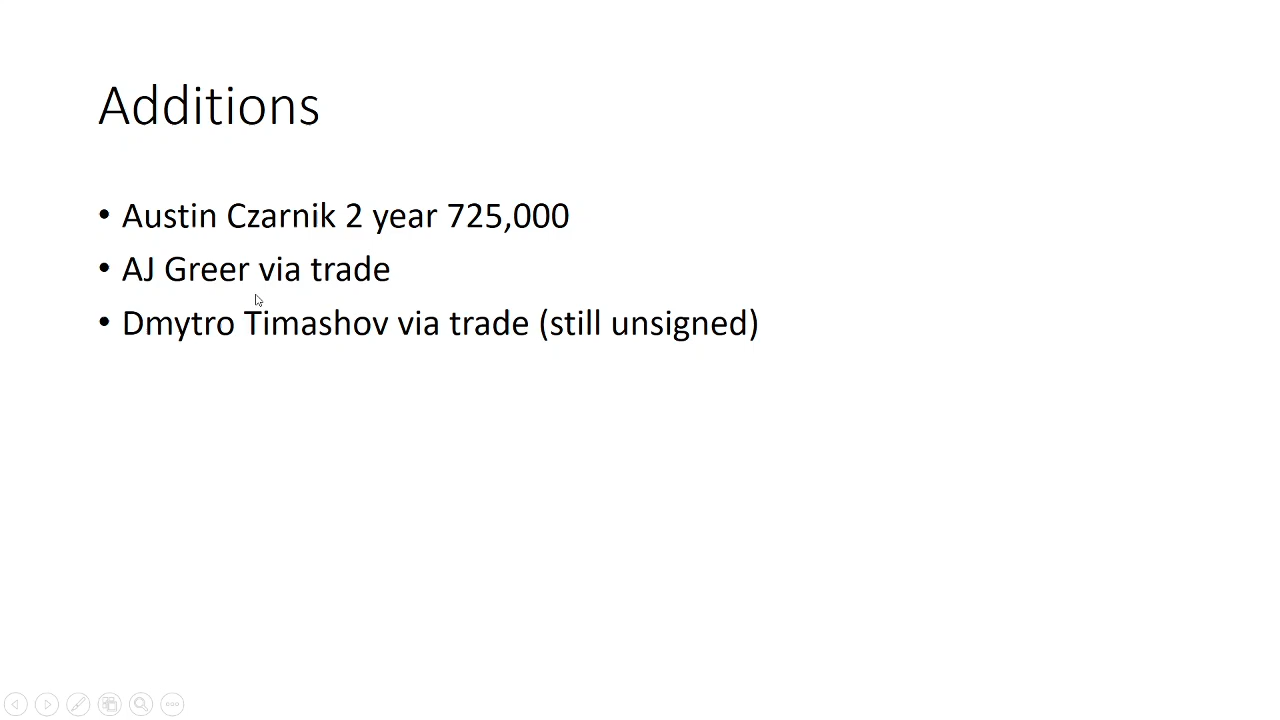 Additions
• Austin Czarnik 2 year 725,000
• AJ Greer via trade
• Dmytro Timashov via trade (still unsigned)